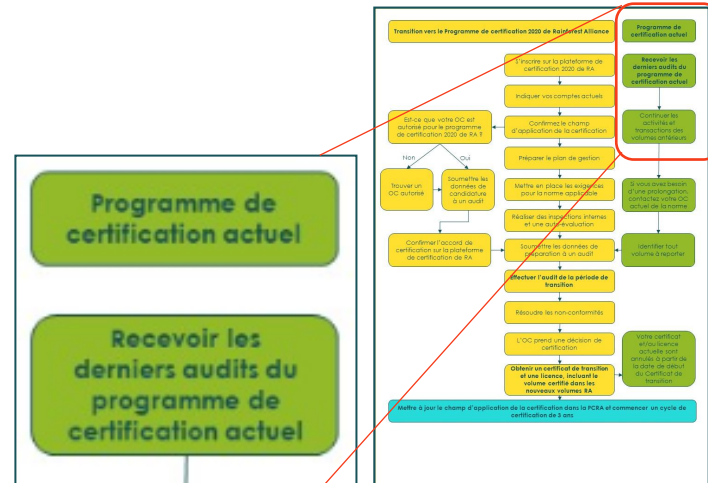 Programme de
certification actuel
Recevoir les
derniers audits du
programme de
certification actuel
Transition vers le Programme de certification 2020 de Rainforest Alliance
Programme de
certification actuel
S'inscrire sur la plateforme de
certification 2020 de RA
Recevoir les
derniers audits du
programme de
certification actuel
Indiquer vos comptes actuels
Est-ce que votre OC est
autorisé pour le programme
de certification 2020 de RA ?
Confirmez le champ
d'application de la certification
Continuer les
activités et
transactions des
volumes antérieurs
Non
Oui
Préparer le plan de gestion
Trouver un
OC autorisé
Soumettre les
données de
candidature
à un audit
Mettre en place les exigences
pour la norme applicable
Si vous avez besoin
d'une prolongation,
contactez votre OC
actuel de la norme
Réaliser des inspections internes
et une auto-évaluation
Confirmer l'accord de
certification sur la plateforme
de certification de RA
Soumettre les données de
préparation à un audit
Identifier tout
volume à reporter
Effectuer l'audit de la période de
transition
Résoudre les non-conformités
L'OC prend une décision de
certification
Votre certificat
et/ou licence
actuelle sont
annulés à partir de
la date de début
du Certificat de
transition
Obtenir un certificat de transition
et une licence, incluant le
volume certifié dans les
nouveaux volumes RA
Mettre à jour le champ d'application de la certification dans la PCRA et commencer un cycle de
certification de 3 ans